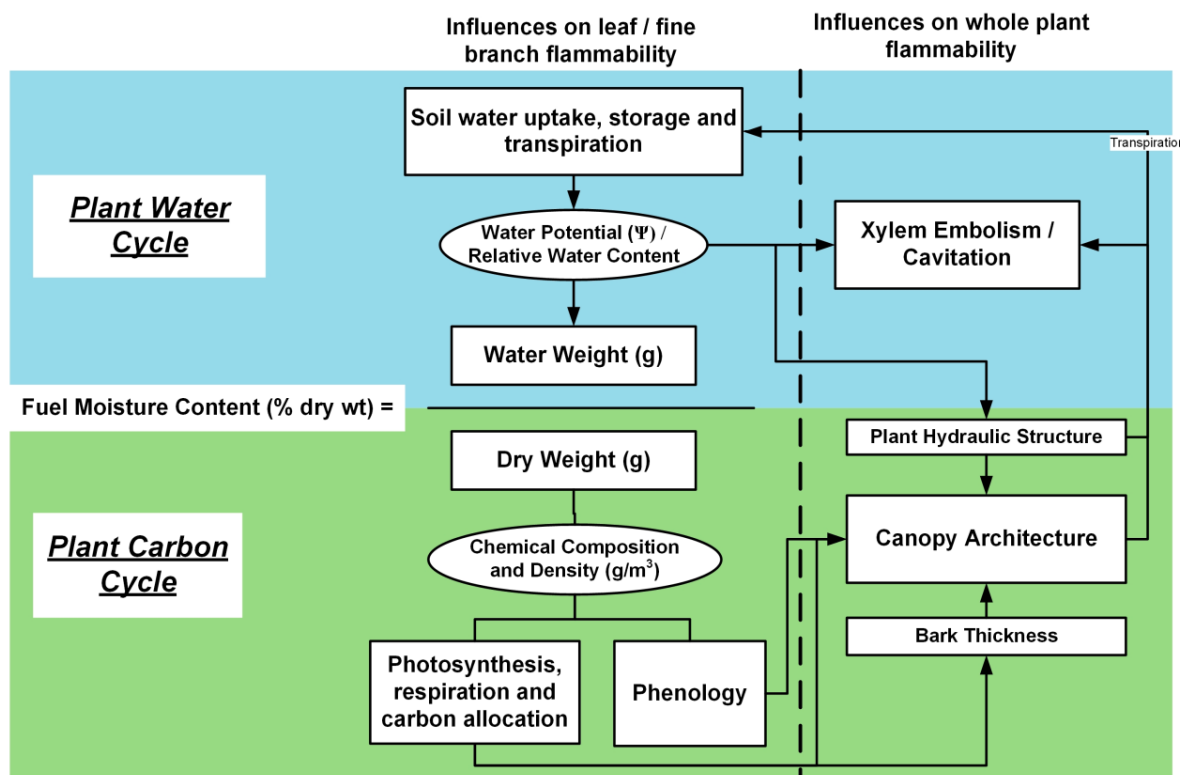 Influences on leaf / fine
branch flammability
Influences on whole plant
flammability
Soil water uptake, storage and
transpiration
Transpiration
Plant Water
Cycle
Water Potential (Ψ) /
Relative Water Content
Xylem Embolism /
Cavitation
Water Weight (g)
Fuel Moisture Content (% dry wt) =
Plant Hydraulic Structure
Dry Weight (g)
Plant Carbon
Cycle
Chemical Composition
and Density (g/m³)
Canopy Architecture
Bark Thickness
Photosynthesis,
respiration and
carbon allocation
Phenology